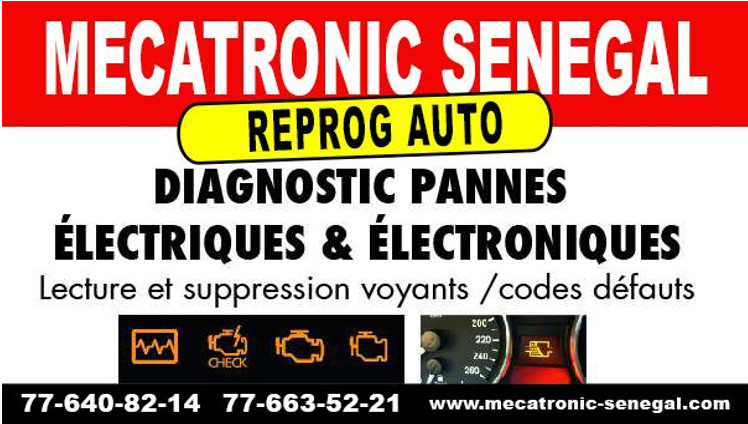 MECATRONIC SENEGAL
REPROG AUTO
DIAGNOSTIC PANNES
ÉLECTRIQUES & ÉLECTRONIQUES
Lecture et suppression voyants /codes défauts
CHECK
200
220
240
260
77-640-82-14 77-663-52-21 www.mecatronic-senegal.com